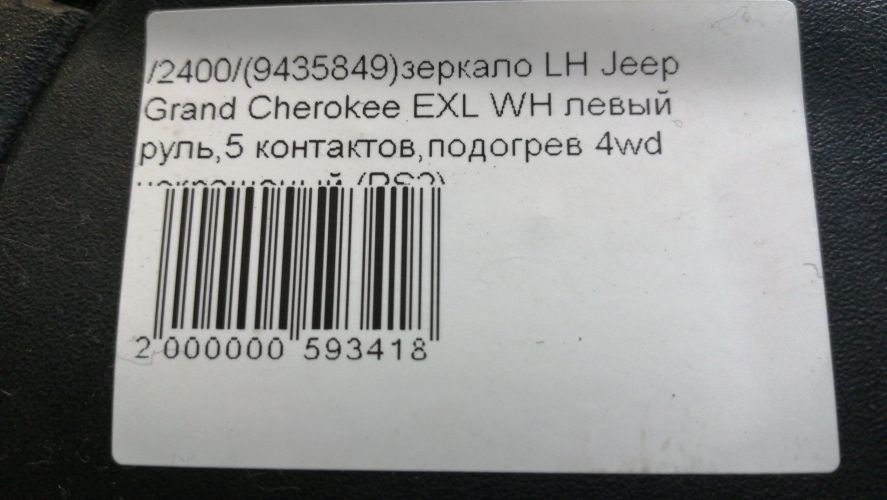 /2400/(9435849)зеркало LH Jeep
Grand Cherokee EXL WH левый
руль,5 контактов,подогрев 4wd
2 000000 593418